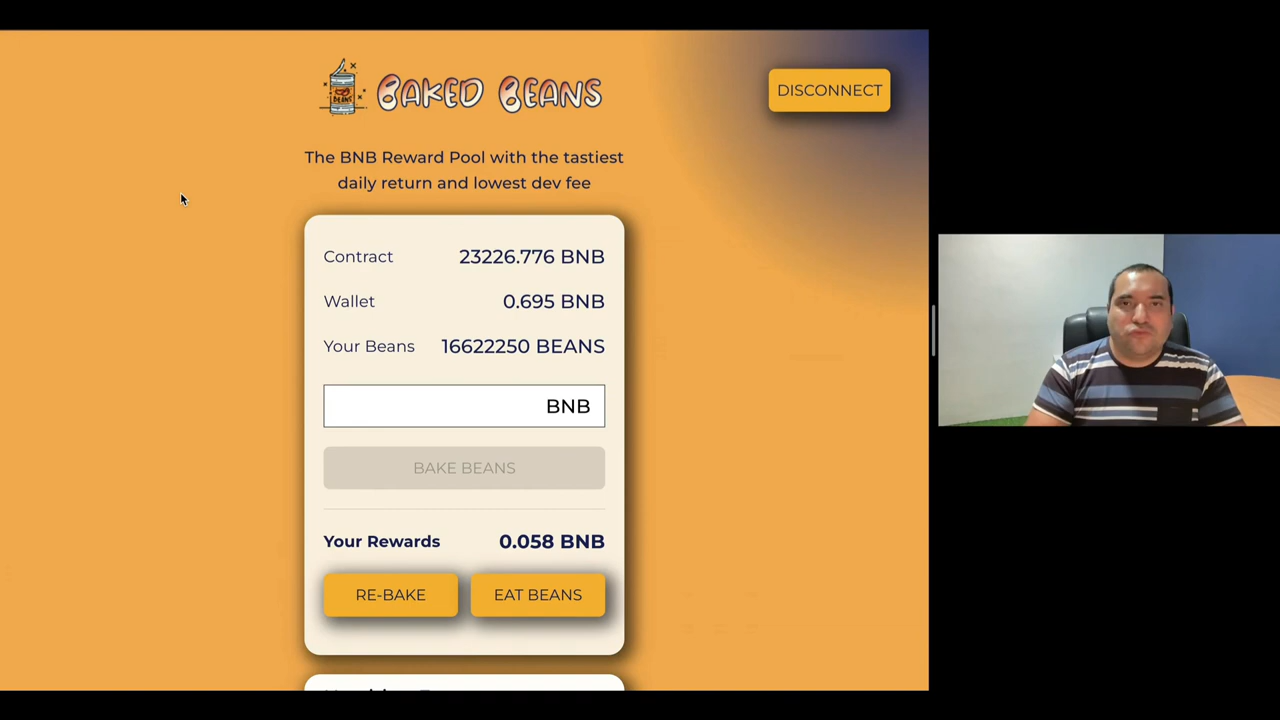 BAKED BEANS
DISCONNECT
The BNB Reward Pool with the tastiest
daily return and lowest dev fee
Contract 23226.776 BNB
Wallet 0.695 BNB
Your Beans 16622250 BEANS
BNB
BAKE BEANS
Your Rewards 0.058 BNB
RE-BAKE EAT BEANS